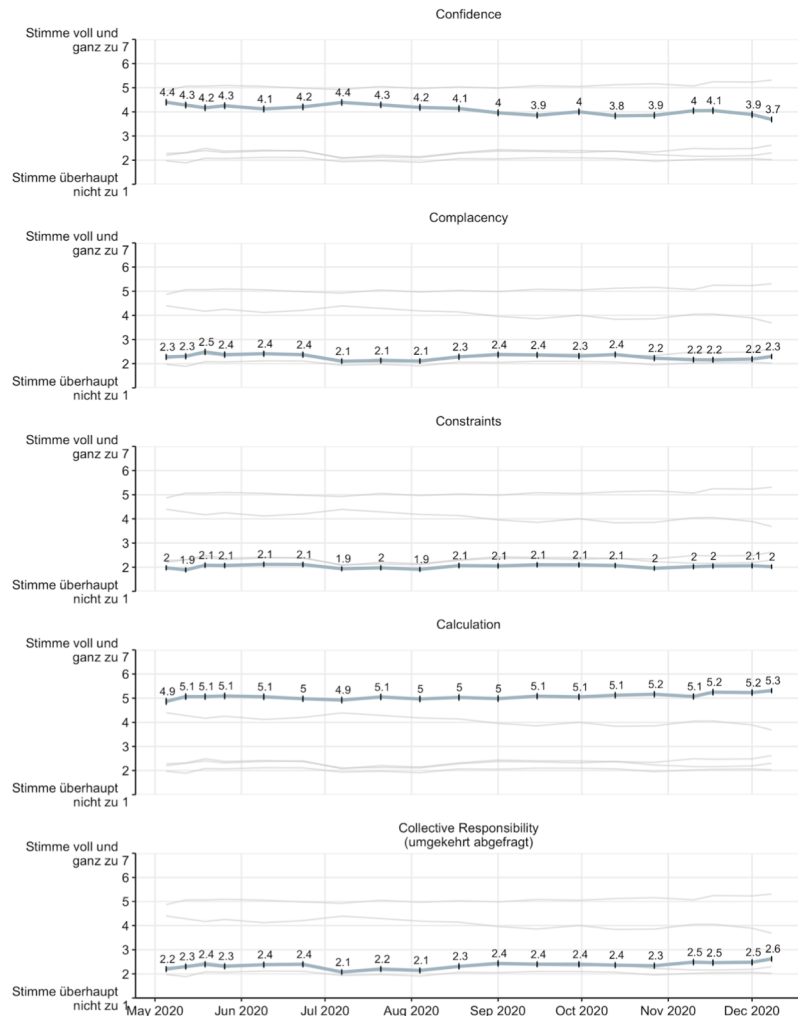 Confidence
Stimme voll und
ganz zu 7
6
5
4
3
2
Stimme überhaupt
nicht zu 1
4.4 4.3 4.2 4.3 4.1 4.2 4.4 4.3 4.2 4.1 4 3.9 4 3.8 3.9 4 4.1 3.9 3.7
Complacency
Stimme voll und
ganz zu 7
6
5
4
3
2
Stimme überhaupt
nicht zu 1
2.3 2.3 2.5 2.4 2.4 2.4 2.1 2.1 2.1 2.3 2.4 2.4 2.3 2.4 2.2 2.2 2.2 2.2 2.3
Constraints
Stimme voll und
ganz zu 7
6
5
4
3
2
Stimme überhaupt
nicht zu 1
2 1.9 2.1 2.1 2.1 2.1 1.9 2 1.9 2.1 2.1 2.1 2.1 2.1 2 2 2 2.1 2
Calculation
Stimme voll und
ganz zu 7
6
5
4
3
2
Stimme überhaupt
nicht zu 1
4.9 5.1 5.1 5.1 5.1 5 4.9 5.1 5 5 5 5.1 5.1 5.1 5.2 5.1 5.2 5.2 5.3
Collective Responsibility
(umgekehrt abgefragt)
Stimme voll und
ganz zu 7
6
5
4
3
2
Stimme überhaupt
nicht zu 1
2.2 2.3 2.4 2.3 2.4 2.4 2.1 2.2 2.1 2.3 2.4 2.4 2.4 2.4 2.3 2.5 2.5 2.5 2.6
May 2020 Jun 2020 Jul 2020 Aug 2020 Sep 2020 Oct 2020 Nov 2020 Dec 2020